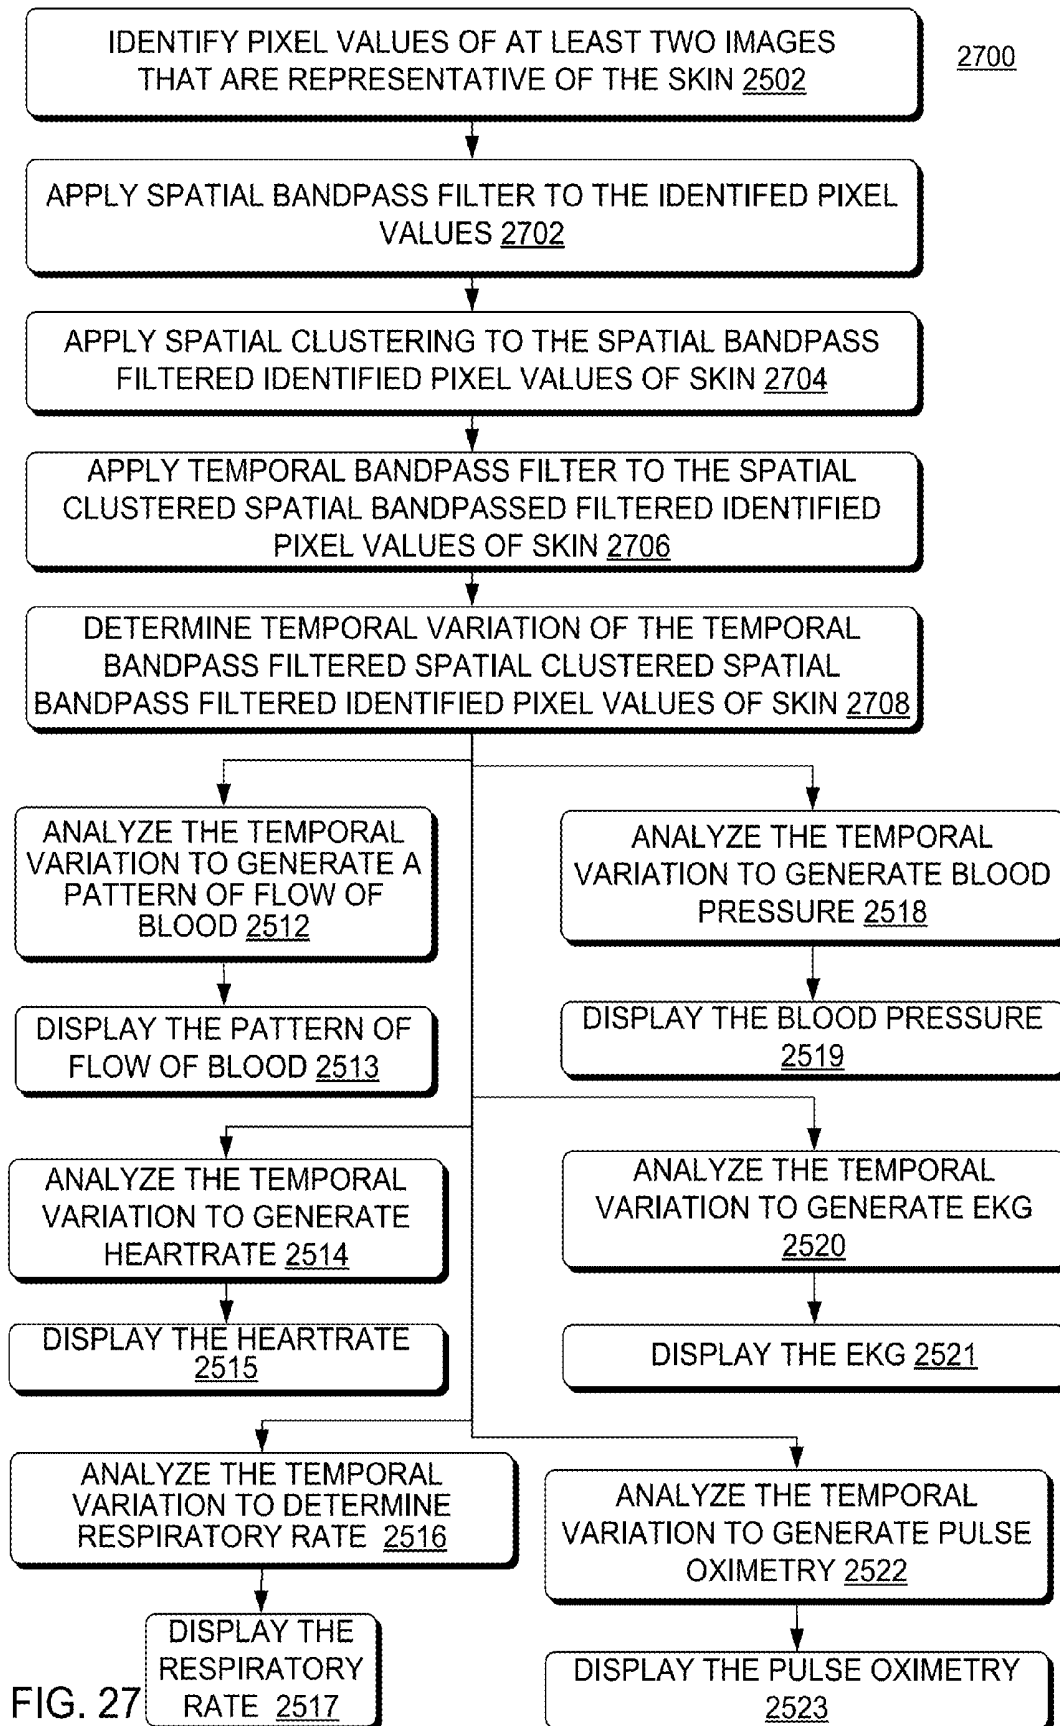 IDENTIFY PIXEL VALUES OF AT LEAST TWO IMAGES
THAT ARE REPRESENTATIVE OF THE SKIN 2502
2700
APPLY SPATIAL BANDPASS FILTER TO THE IDENTIFED PIXEL
VALUES 2702
APPLY SPATIAL CLUSTERING TO THE SPATIAL BANDPASS
FILTERED IDENTIFIED PIXEL VALUES OF SKIN 2704
APPLY TEMPORAL BANDPASS FILTER TO THE SPATIAL
CLUSTERED SPATIAL BANDPASSED FILTERED IDENTIFIED
PIXEL VALUES OF SKIN 2706
DETERMINE TEMPORAL VARIATION OF THE TEMPORAL
BANDPASS FILTERED SPATIAL CLUSTERED SPATIAL
BANDPASS FILTERED IDENTIFIED PIXEL VALUES OF SKIN 2708
ANALYZE THE TEMPORAL
VARIATION TO GENERATE A
PATTERN OF FLOW OF
BLOOD 2512
DISPLAY THE PATTERN OF
FLOW OF BLOOD 2513
ANALYZE THE TEMPORAL
VARIATION TO GENERATE BLOOD
PRESSURE 2518
DISPLAY THE BLOOD PRESSURE
2519
ANALYZE THE TEMPORAL
VARIATION TO GENERATE
HEARTRATE 2514
DISPLAY THE HEARTRATE
2515
ANALYZE THE TEMPORAL
VARIATION TO GENERATE EKG
2520
DISPLAY THE EKG 2521
ANALYZE THE TEMPORAL
VARIATION TO DETERMINE
RESPIRATORY RATE 2516
DISPLAY THE
RESPIRATORY
RATE 2517
ANALYZE THE TEMPORAL
VARIATION TO GENERATE PULSE
OXIMETRY 2522
DISPLAY THE PULSE OXIMETRY
2523
FIG. 27